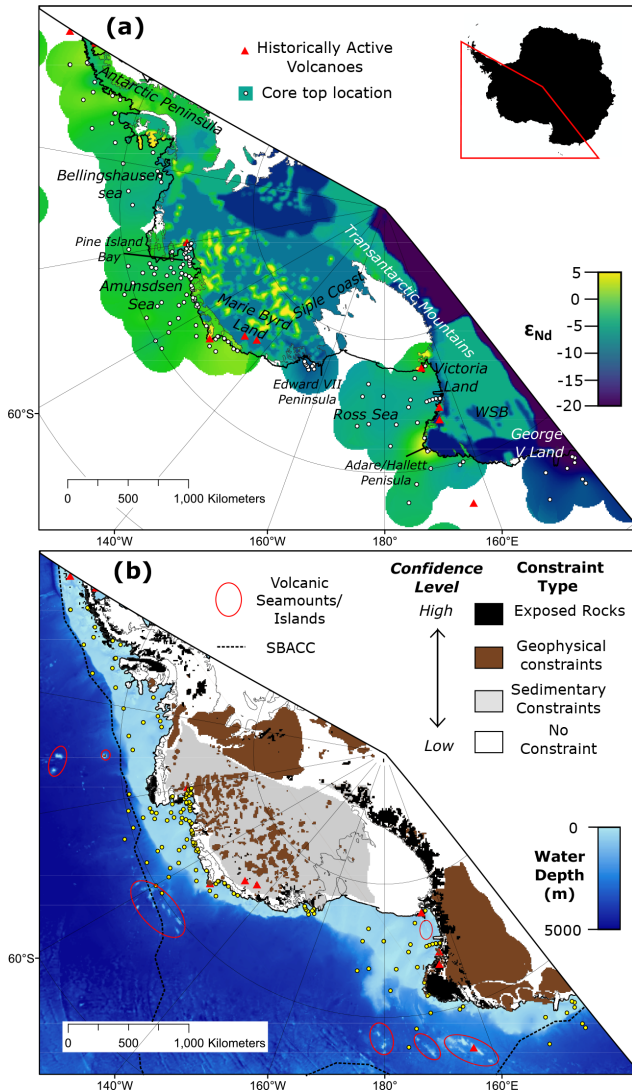 (a)
Historically Active
Volcanoes
Core top location
Antarctic Peninsula
Bellingshausen
sea
Pine Island
Bay
Amunsdsen
Sea
Marie Byrd
Land
Siple Coast
Transantarctic Mountains
Edward VII
Peninsula
Ross Sea
Victoria
Land
WSB
George
V Land
Adare/Hallett
Penisula
εNd
5
0
-5
-10
-15
-20
60°S
0 500 1,000 Kilometers
140°W 160°W 180° 160°E
(b)
Volcanic
Seamounts/
Islands
SBACC
Confidence
Level
High
Low
Constraint
Type
Exposed Rocks
Geophysical
constraints
Sedimentary
Constraints
No
Constraint
0
Water
Depth
(m)
5000
60°S
0 500 1,000 Kilometers
140°W 160°W 180° 160°E